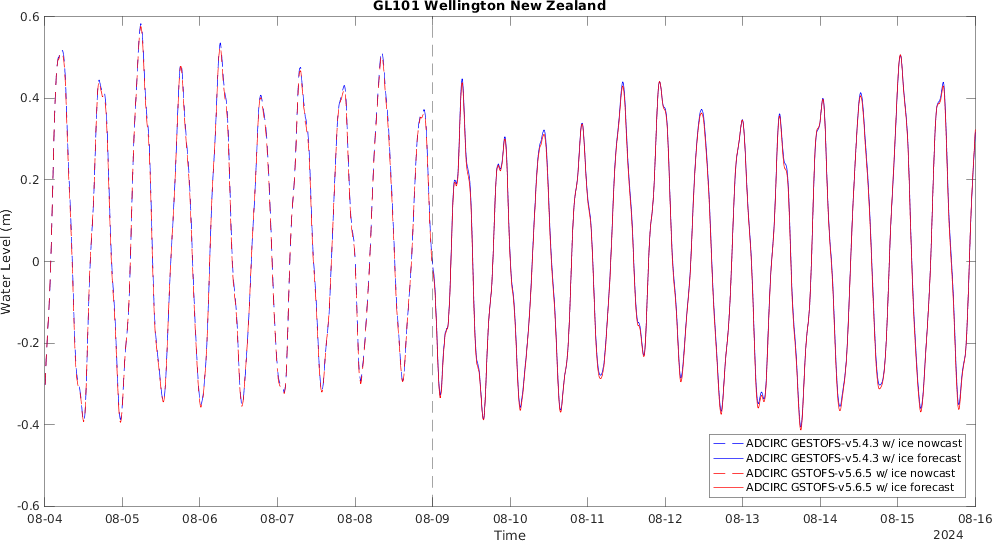 GL101 Wellington New Zealand
0.6
0.4
0.2
0
-0.2
-0.4
-0.6
Water Level (m)
ADCIRC GESTOFS-v5.4.3 w/ ice nowcast
ADCIRC GESTOFS-v5.4.3 w/ ice forecast
ADCIRC GSTOFS-v5.6.5 w/ ice nowcast
ADCIRC GSTOFS-v5.6.5 w/ ice forecast
08-04 08-05 08-06 08-07 08-08 08-09 08-10 08-11 08-12 08-13 08-14 08-15 08-16
Time
2024